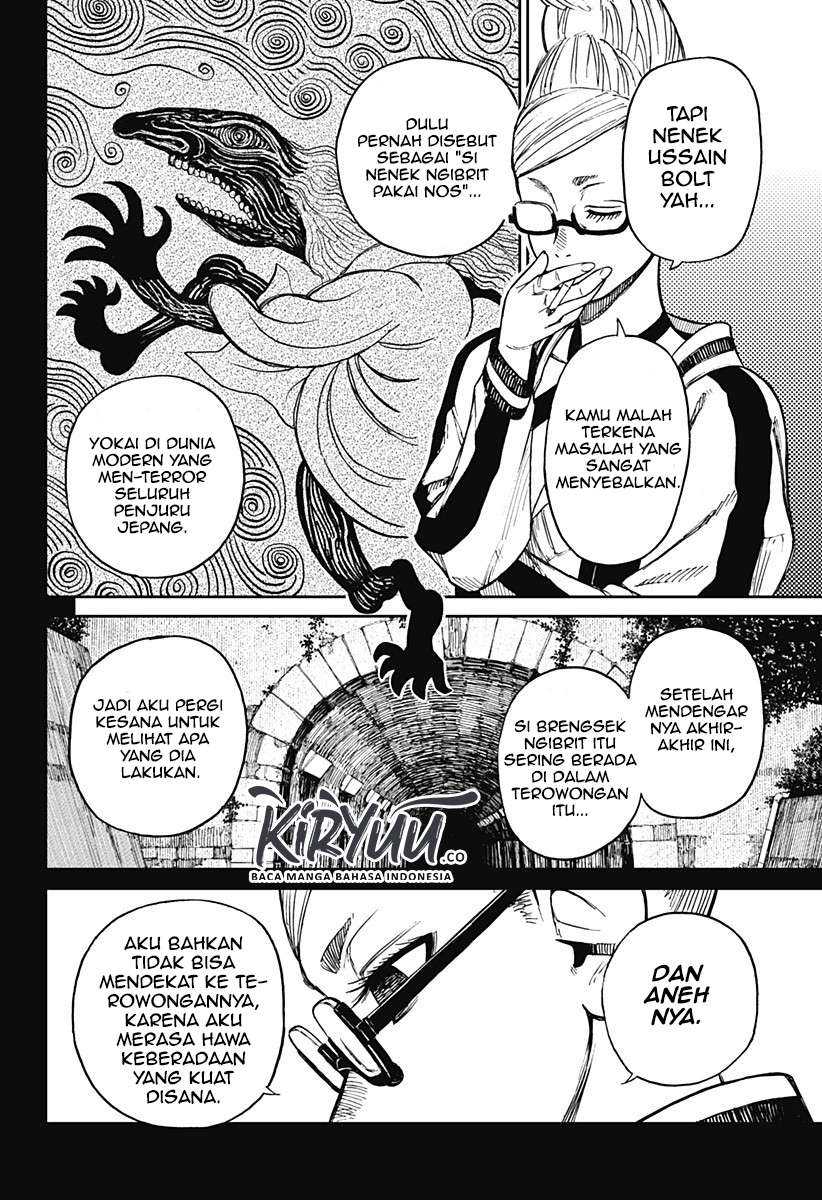 TAPI
NENEK
USSAIN
BOLT
YAH...
KAMU MALAH
TERKENA
MASALAH YANG
SANGAT
MENYEBALKAN.
DULU
PERNAH DISEBUT
SEBAGAI "SI
NENEK NGIBRIT
PAKAI NOS"...
YOKAI DI DUNIA
MODERN YANG
MEN-TERROR
SELURUH
PENJURU
JEPANG.
SETELAH
MENDENGAR
NYA AKHIR-
AKHIR INI,
SI BRENGSEK
NGIBRIT ITU
SERING BERADA
DI DALAM
TEROWONGAN
ITU...
JADI AKU PERGI
KESANA UNTUK
MELIHAT APA
YANG DIA
LAKUKAN.
KIRYUU.CO
BACA MANGA BAHASA INDONESIA
DAN
ANEH
NYA.
AKU BAHKAN
TIDAK BISA
MENDEKAT KE TE-
ROWONGANNYA,
KARENA AKU
MERASA HAWA
KEBERADAAN
YANG KUAT
DISANA.